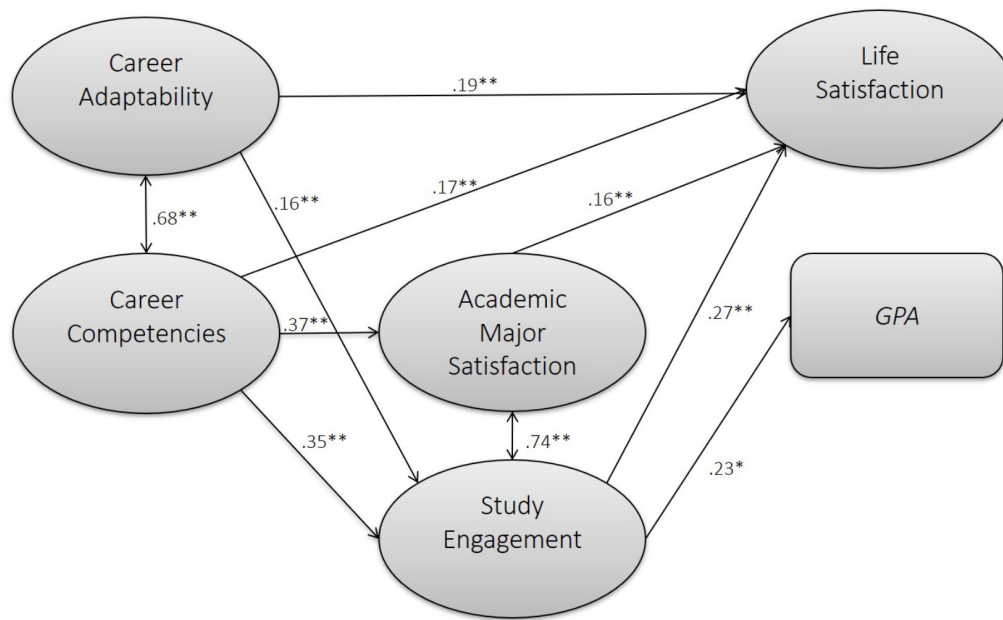 Career
Adaptability
Life
Satisfaction
.19**
.17**
.16**
.16**
.68**
Career
Competencies
.37**
Academic
Major
Satisfaction
.27**
GPA
.35**
.74**
.23*
Study
Engagement